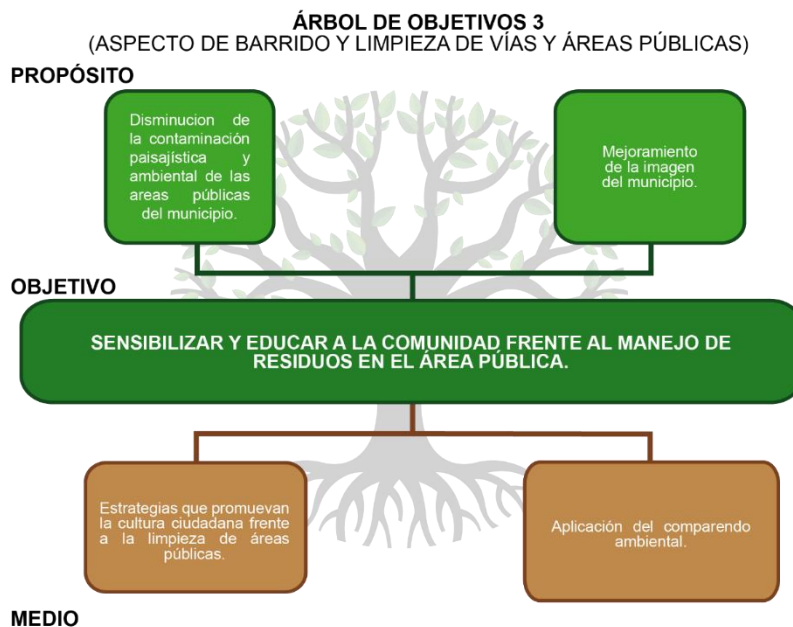 ÁRBOL DE OBJETIVOS 3
(ASPECTO DE BARRIDO Y LIMPIEZA DE VÍAS Y ÁREAS PÚBLICAS)
PROPÓSITO
Disminucion de
la contaminación
paisajística y
ambiental de las
areas públicas
del municipio.
Mejoramiento
de la imagen
del municipio.
OBJETIVO
SENSIBILIZAR Y EDUCAR A LA COMUNIDAD FRENTE AL MANEJO DE
RESIDUOS EN EL ÁREA PÚBLICA.
Estrategias que promuevan
la cultura ciudadana frente
a la limpieza de áreas
públicas.
Aplicación del comparendo
ambiental.
MEDIO